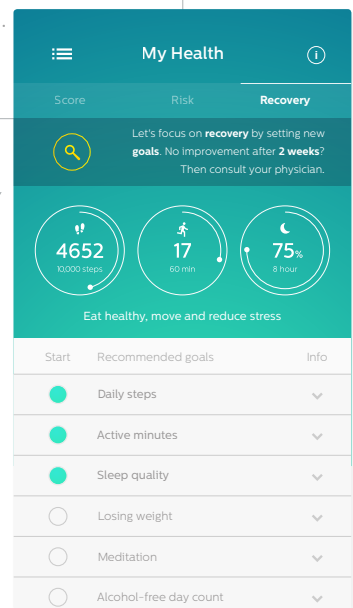 My Health
i
Score Risk Recovery
Let's focus on recovery by setting new
goals. No improvement after 2 weeks?
Then consult your physician.
4652 17 75%
10,000 steps 60 min 8 hour
Eat healthy, move and reduce stress
Start Recommended goals Info
Daily steps
Active minutes
Sleep quality
Losing weight
Meditation
Alcohol-free day count